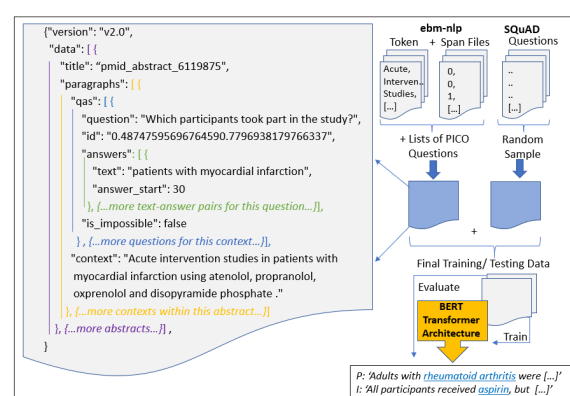 {"version": "v2.0",
"data": [ {
"title": "pmid_abstract_6119875",
"paragraphs": [ {
"qas": [ {
"question": "Which participants took part in the study?",
"id": "0.48747595696764590.7796938179766337",
"answers": [ {
"text": "patients with myocardial infarction",
"answer_start": 30
}, {...more text-answer pairs for this question...}],
"is_impossible": false
} , {...more questions for this context...}],
"context": "Acute intervention studies in patients with
myocardial infarction using atenolol, propranolol,
oxprenolol and disopyramide phosphate ."
}, {...more contexts within this abstract...}]
}, {...more abstracts...}] ,
}
ebm-nlp SQuAD
Token + Span Files Questions
Acute,
Interven..
Studies,
[…]
0,
0,
1,
[…]
..
..
..
[...]
+ Lists of PICO
Questions
Random
Sample
+
Final Training/ Testing Data
Evaluate
BERT
Transformer
Architecture
Train
P: 'Adults with rheumatoid arthritis were […]'
I: 'All participants received aspirin, but […]'